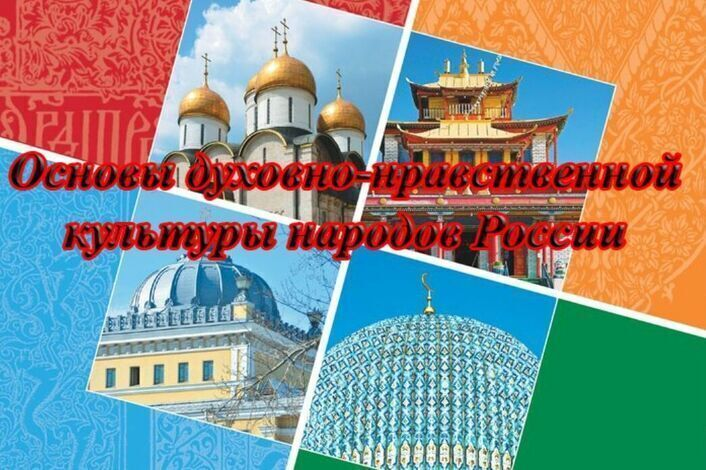 Основы духовно-нравственной
культуры народов России